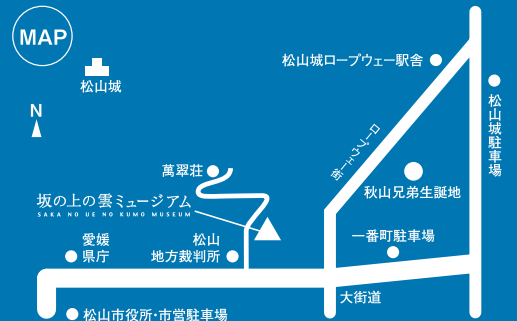 MAP
松山城ロープウェー駅舎
松山城
松山城駐車場
N
ロープウェー街
萬翠荘
秋山兄弟生誕地
坂の上の雲ミュージアム
SAKA NO UE NO KUMO MUSEUM
愛媛
県庁
松山
地方裁判所
一番町駐車場
大街道
松山市役所・市営駐車場